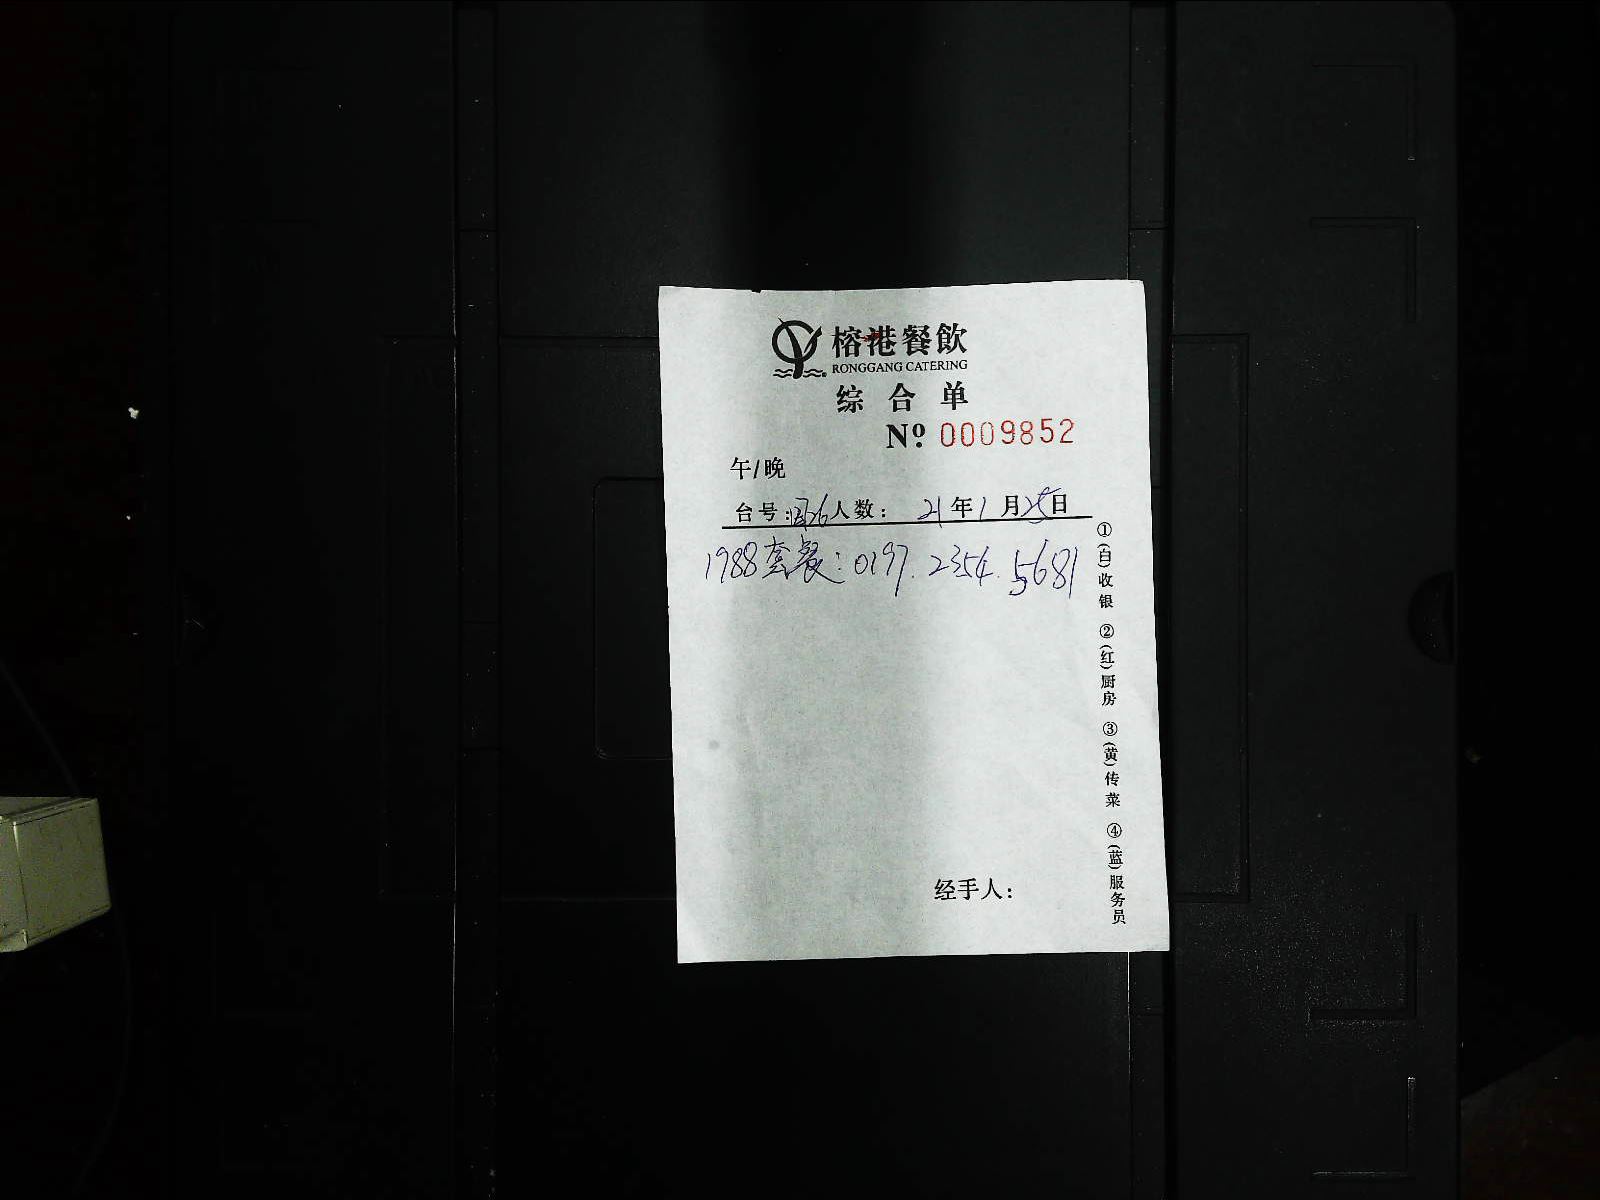 榕港餐飲
RONGGANG CATERING
综合单
Nº 0009852
午/晚
台号: 人数: 21年1月25日
1988套餐: 0197. 2354. 5681
①(白)收银 ②(红)厨房 ③(黄)传菜 ④(蓝)服务员
经手人: